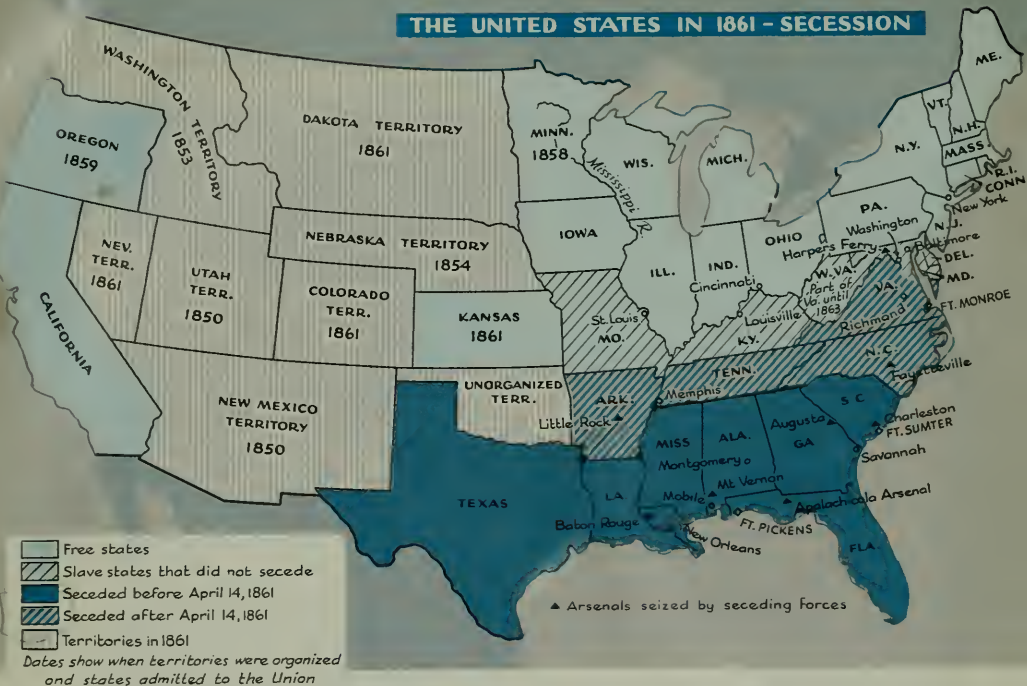 THE UNITED STATES IN 1861 - SECESSION
WASHINGTON TERRITORY
1853
OREGON
1859
DAKOTA TERRITORY
1861
MINN.
1858
Mississippi R.
WIS.
MICH.
ME.
VT.
N.H.
MASS.
R.I.
CONN
N.Y.
New York
PA.
N.J.
Washington
Harpers Ferry
Baltimore
DEL.
MD.
NEBRASKA TERRITORY
1854
IOWA
ILL.
IND.
OHIO
Cincinnati
W. VA.
Part of
Va. until
1863
VA.
FT. MONROE
Richmond
NEV.
TERR.
1861
UTAH
TERR.
1850
COLORADO
TERR.
1861
KANSAS
1861
St. Louis
MO.
Louisville
KY.
CALIFORNIA
NEW MEXICO
TERRITORY
1850
UNORGANIZED
TERR.
ARK.
Little Rock
Memphis
TENN.
N.C.
Fayetteville
S C
Charleston
FT. SUMTER
Savannah
Augusta
GA
MISS
ALA.
Montgomery
Mt Vernon
Mobile
TEXAS
LA.
Baton Rouge
New Orleans
FT. PICKENS
Applachicola Arsenal
FLA.
▲ Arsenals seized by seceding forces
Free states
Slave states that did not secede
Seceded before April 14, 1861
Seceded after April 14, 1861
Territories in 1861
Dates show when territories were organized
and states admitted to the Union